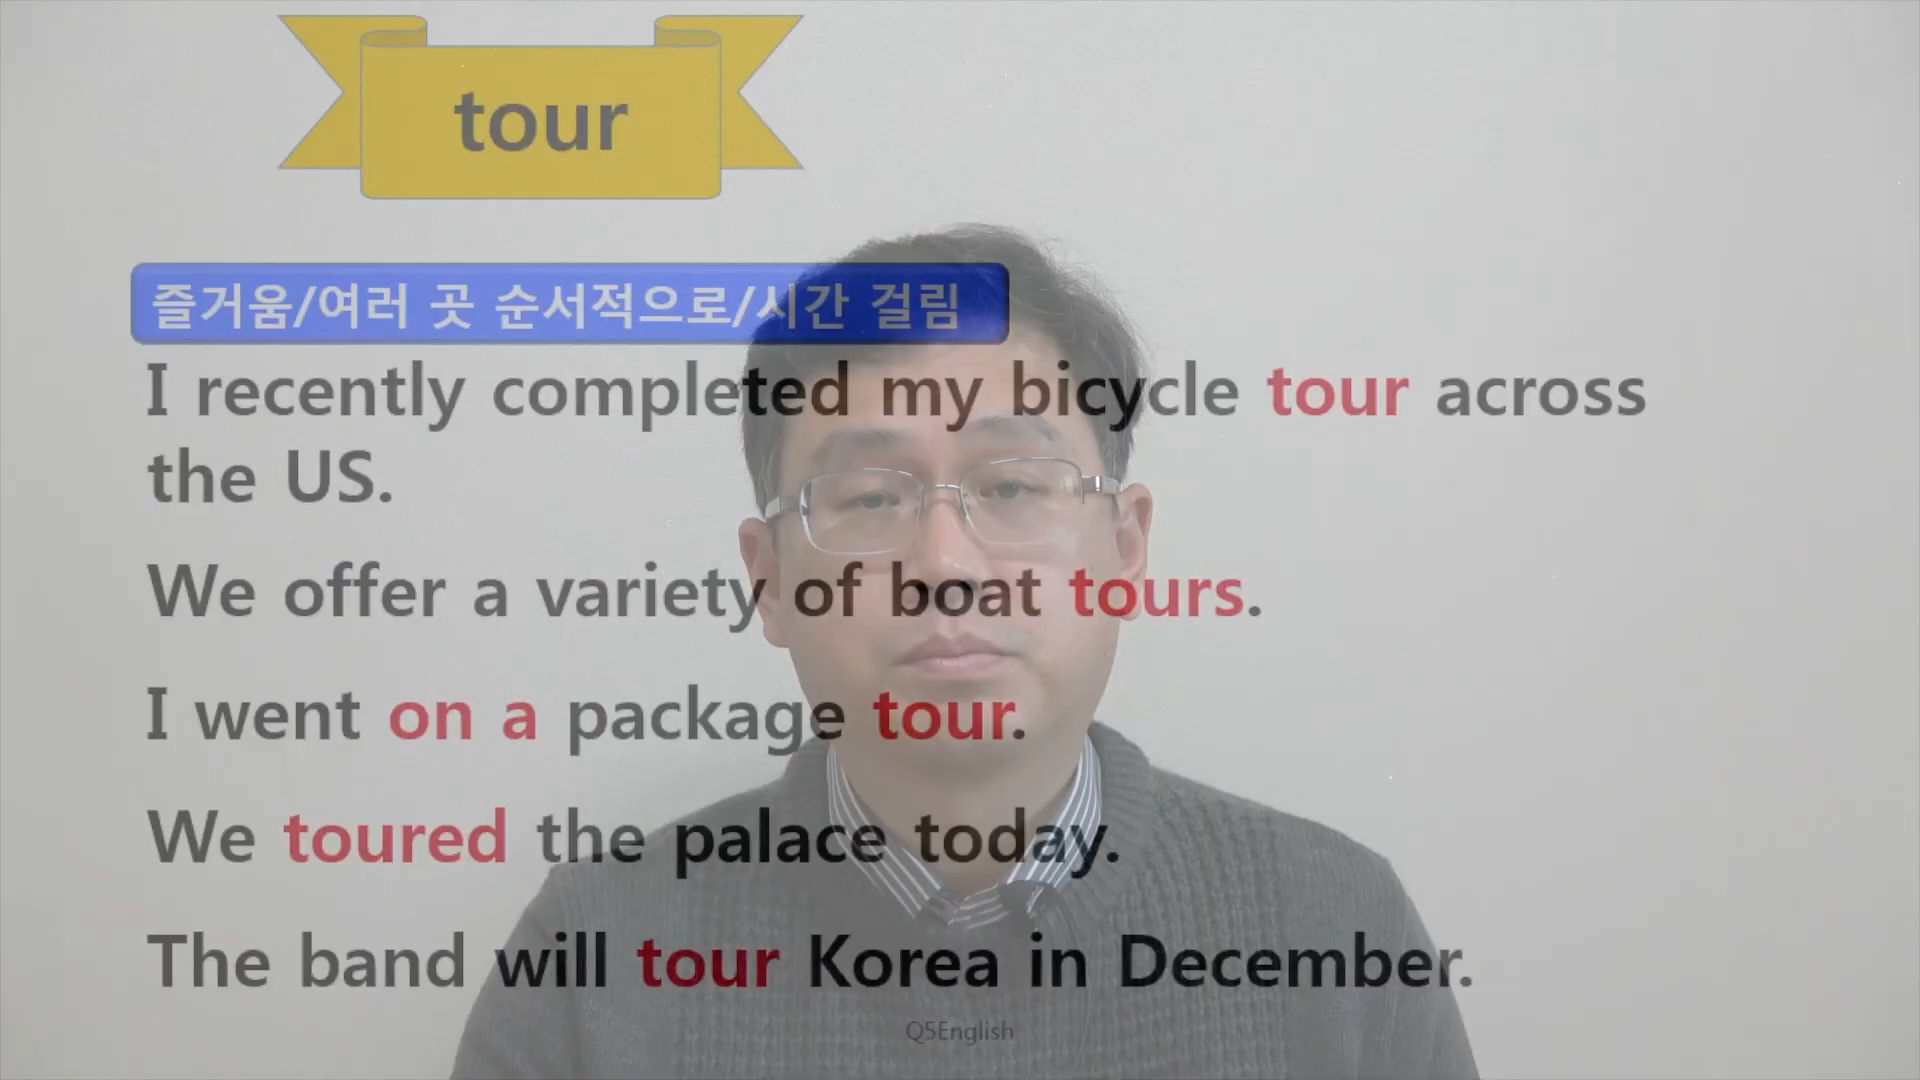 tour
즐거움/여러 곳 순서적으로/시간 걸림
I recently completed my bicycle tour across
the US.
We offer a variety of boat tours.
I went on a package tour.
We toured the palace today.
The band will tour Korea in December.
Q5English